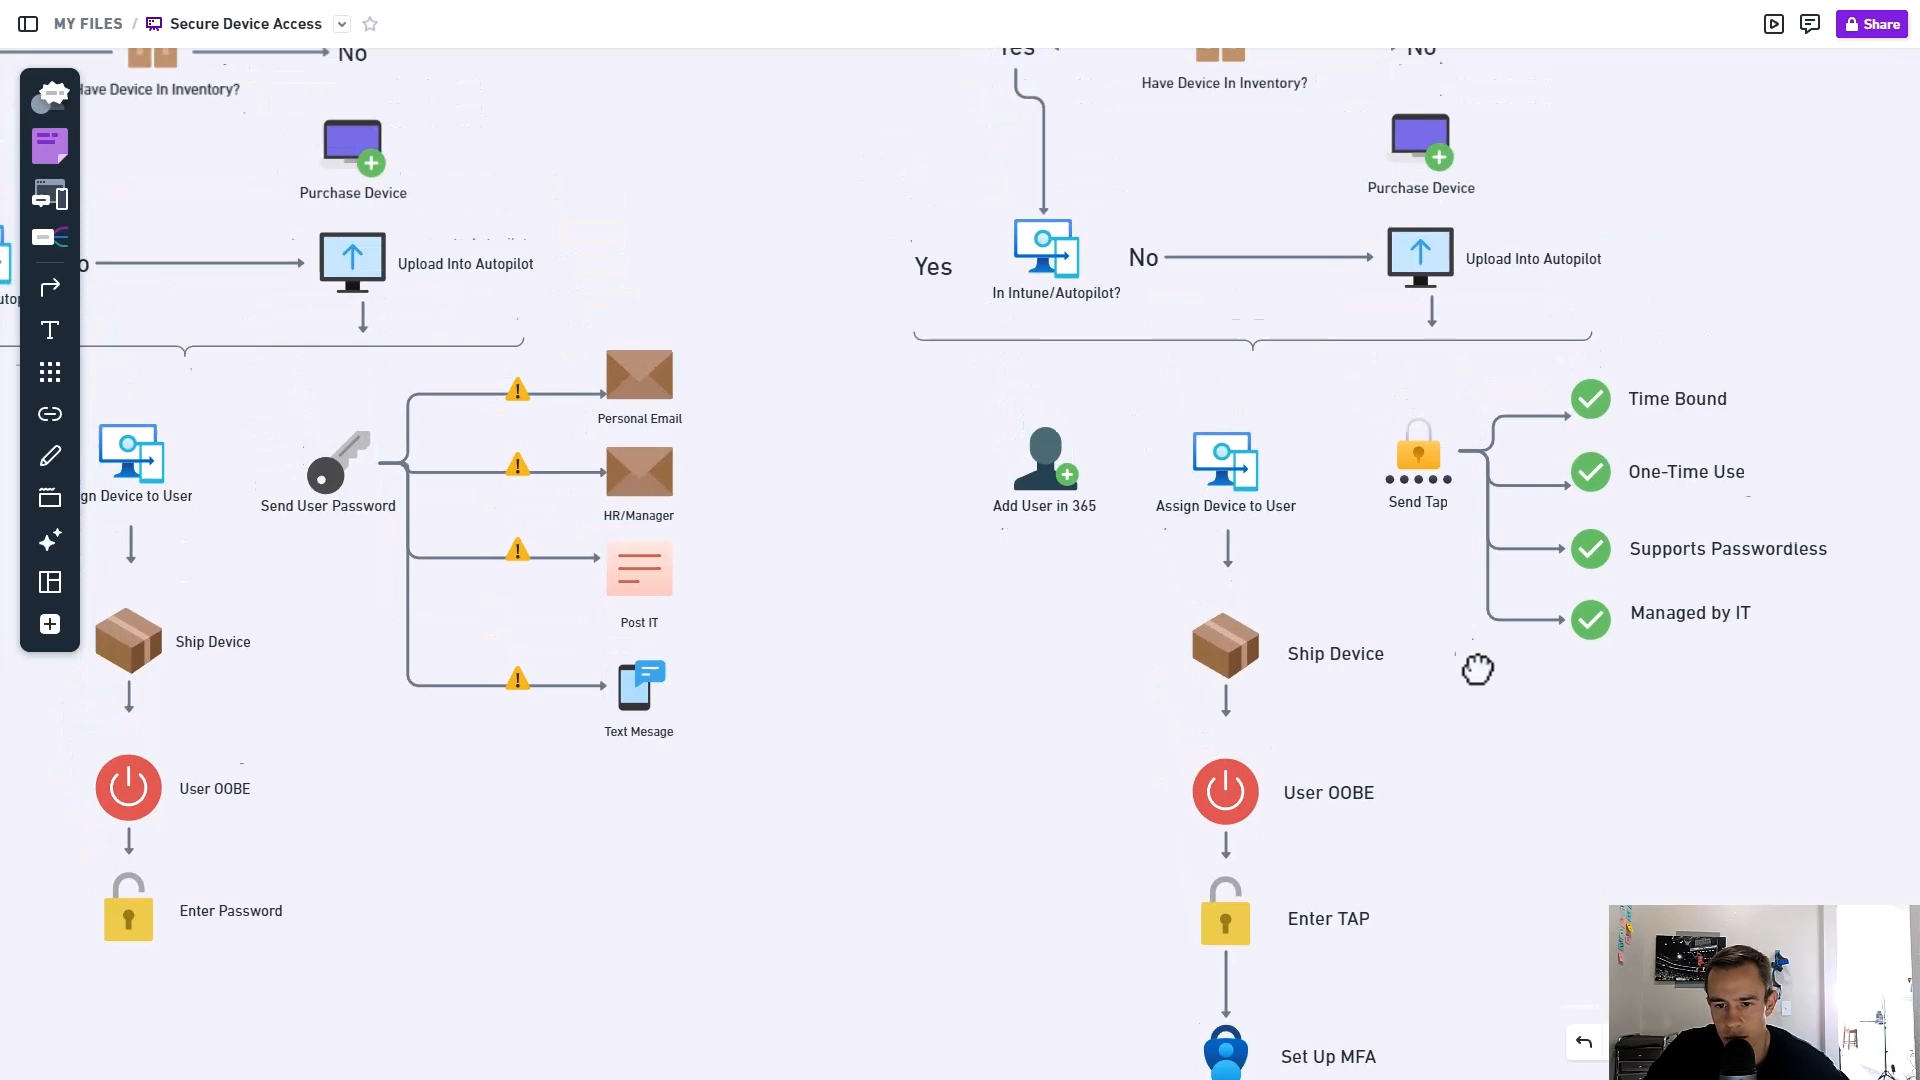 MY FILES / Secure Device Access
Share
No
Have Device In Inventory?
Purchase Device
Upload Into Autopilot
Personal Email
HR/Manager
Post IT
Text Mesage
Send User Password
gn Device to User
Ship Device
User OOBE
Enter Password
Yes
No
Have Device In Inventory?
Purchase Device
Yes
In Intune/Autopilot?
No
Upload Into Autopilot
Add User in 365
Assign Device to User
Send Tap
Time Bound
One-Time Use
Supports Passwordless
Managed by IT
Ship Device
User OOBE
Enter TAP
Set Up MFA